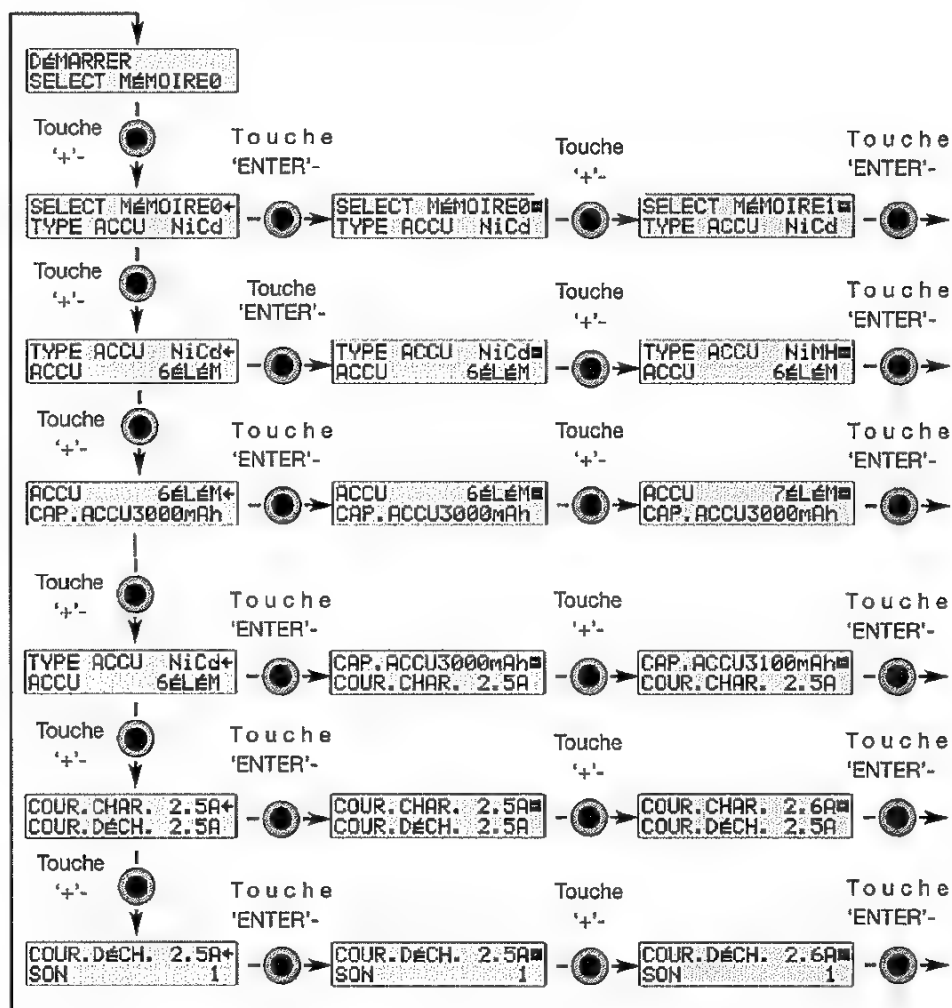 DÉMARRER
SELECT MÉMOIRE0
Touche
'+'-
Touche
'ENTER'-
Touche
'+'-
Touche
'ENTER'-
SELECT MÉMOIRE0
TYPE ACCU NiCd
SELECT MÉMOIRE0
TYPE ACCU NiCd
SELECT MÉMOIRE1
TYPE ACCU NiCd
Touche
'+'-
Touche
'ENTER'-
Touche
'+'-
Touche
'ENTER'-
TYPE ACCU NiCd
ACCU 6ÉLÉM
TYPE ACCU NiCd
ACCU 6ÉLÉM
TYPE ACCU NiMH
ACCU 6ÉLÉM
Touche
'+'-
Touche
'ENTER'-
Touche
'+'-
Touche
'ENTER'-
ACCU 6ÉLÉM
CAP.ACCU3000mAh
ACCU 6ÉLÉM
CAP.ACCU3000mAh
ACCU 7ÉLÉM
CAP.ACCU3000mAh
Touche
'+'-
Touche
'ENTER'-
Touche
'+'-
Touche
'ENTER'-
TYPE ACCU NiCd
ACCU 6ÉLÉM
CAP.ACCU3000mAh
COUR.CHAR. 2.5A
CAP.ACCU3100mAh
COUR.CHAR. 2.5A
Touche
'+'-
Touche
'ENTER'-
Touche
'+'-
Touche
'ENTER'-
COUR.CHAR. 2.5A
COUR.DÉCH. 2.5A
COUR.CHAR. 2.5A
COUR.DÉCH. 2.5A
COUR.CHAR. 2.6A
COUR.DÉCH. 2.5A
Touche
'+'-
Touche
'ENTER'-
Touche
'+'-
Touche
'ENTER'-
COUR.DÉCH. 2.5A
SON 1
COUR.DÉCH. 2.5A
SON 1
COUR.DÉCH. 2.6A
SON 1